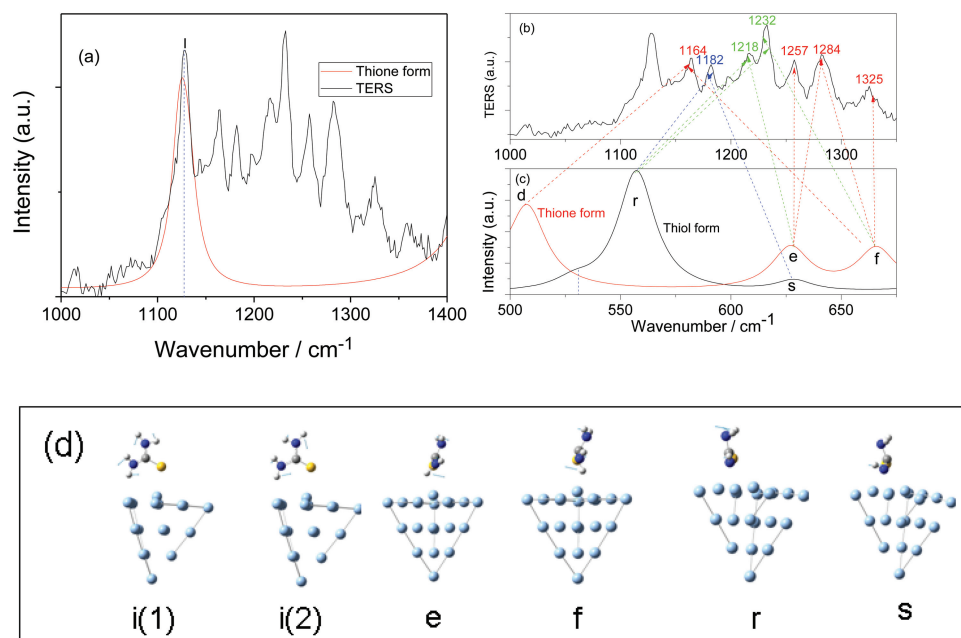 (a)
l
Thione form
TERS
Intensity (a.u.)
1000 1100 1200 1300 1400
Wavenumber / cm-1
(b)
1164 1182 1218 1232 1257 1284 1325
TERS (a.u.)
1000 1100 1200 1300
(c)
d
Thione form
r
Thiol form
e
s
f
Intensity (a.u.)
500 550 600 650
Wavenumber / cm-1
(d)
i(1) i(2) e f r s